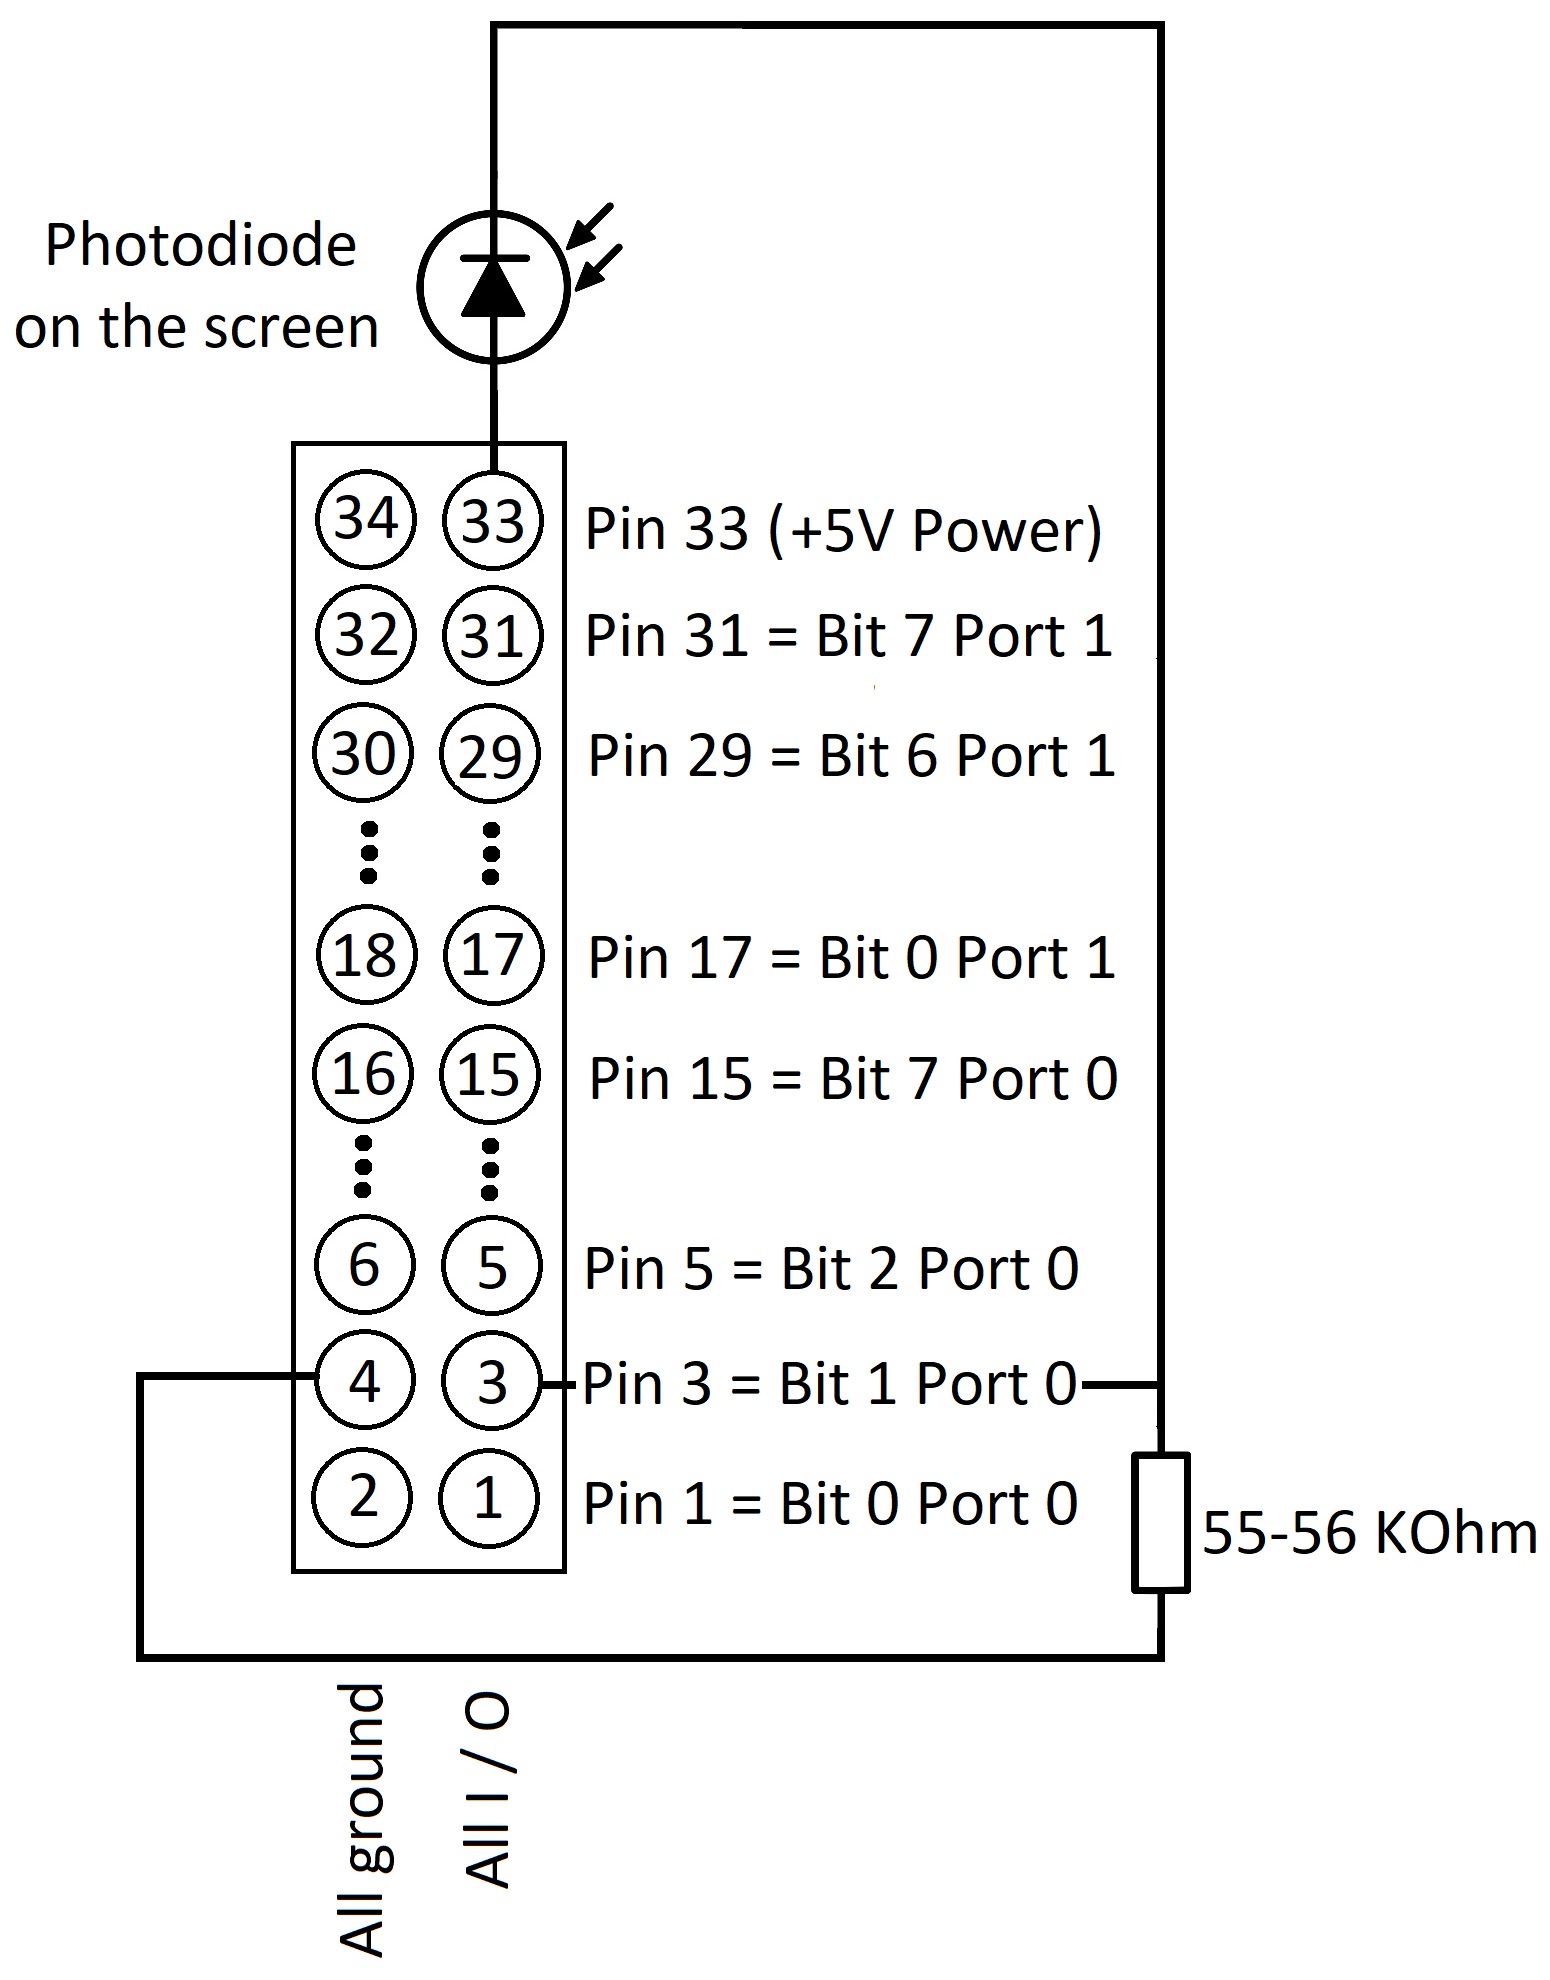 Photodiode
on the screen
34 33 Pin 33 (+5V Power)
32 31 Pin 31 = Bit 7 Port 1
30 29 Pin 29 = Bit 6 Port 1
18 17 Pin 17 = Bit 0 Port 1
16 15 Pin 15 = Bit 7 Port 0
6 5 Pin 5 = Bit 2 Port 0
4 3 Pin 3 = Bit 1 Port 0
2 1 Pin 1 = Bit 0 Port 0
55-56 KOhm
All ground
All I / O